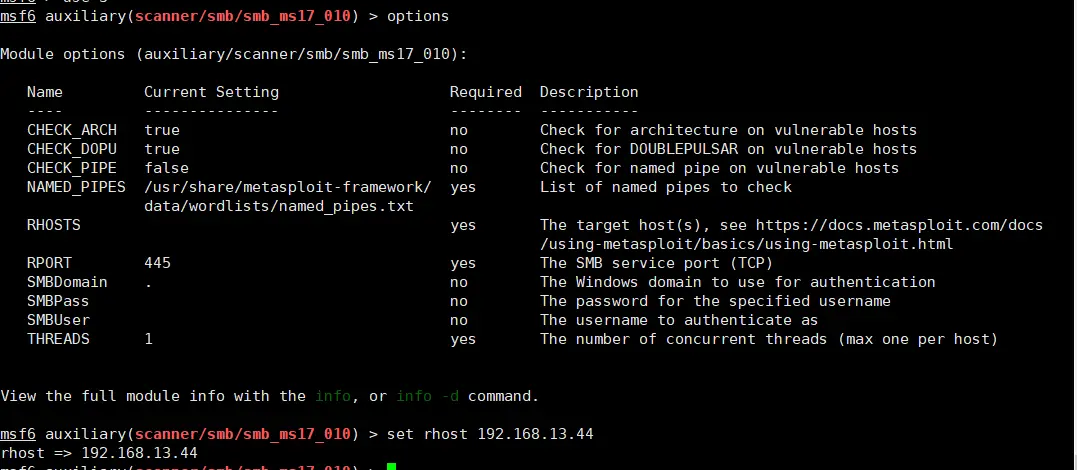 msf6 auxiliary(scanner/smb/smb_ms17_010) > options
Module options (auxiliary/scanner/smb/smb_ms17_010):
Name Current Setting Required Description
---- --------------- -------- -----------
CHECK_ARCH true no Check for architecture on vulnerable hosts
CHECK_DOPU true no Check for DOUBLEPULSAR on vulnerable hosts
CHECK_PIPE false no Check for named pipe on vulnerable hosts
NAMED_PIPES /usr/share/metasploit-framework/ yes List of named pipes to check
data/wordlists/named_pipes.txt
RHOSTS yes The target host(s), see https://docs.metasploit.com/docs
/using-metasploit/basics/using-metasploit.html
RPORT 445 yes The SMB service port (TCP)
SMBDomain . no The Windows domain to use for authentication
SMBPass no The password for the specified username
SMBUser no The username to authenticate as
THREADS 1 yes The number of concurrent threads (max one per host)
View the full module info with the info, or info -d command.
msf6 auxiliary(scanner/smb/smb_ms17_010) > set rhost 192.168.13.44
rhost => 192.168.13.44
msf6 auxiliary(scanner/smb/smb_ms17_010) >